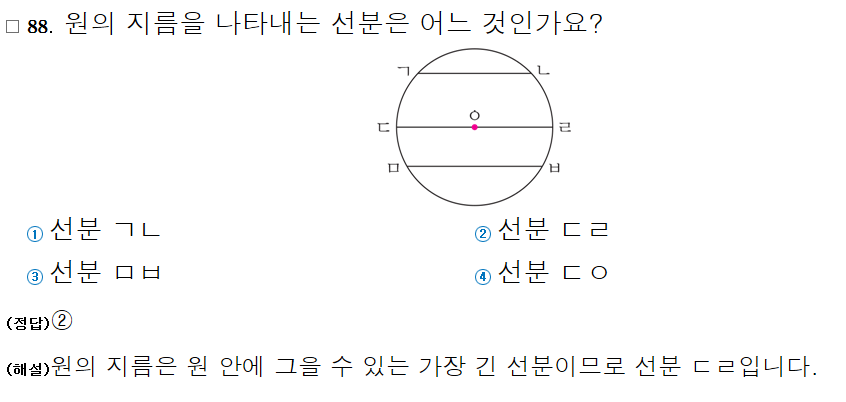 □ 88. 원의 지름을 나타내는 선분은 어느 것인가요?
ㄱ ㄴ
ㅇ
ㄷ ㄹ
ㅁ ㅂ
① 선분 ㄱㄴ ② 선분 ㄷㄹ
③ 선분 ㅁㅂ ④ 선분 ㄷㅇ
(정답)②
(해설)원의 지름은 원 안에 그을 수 있는 가장 긴 선분이므로 선분 ㄷㄹ입니다.